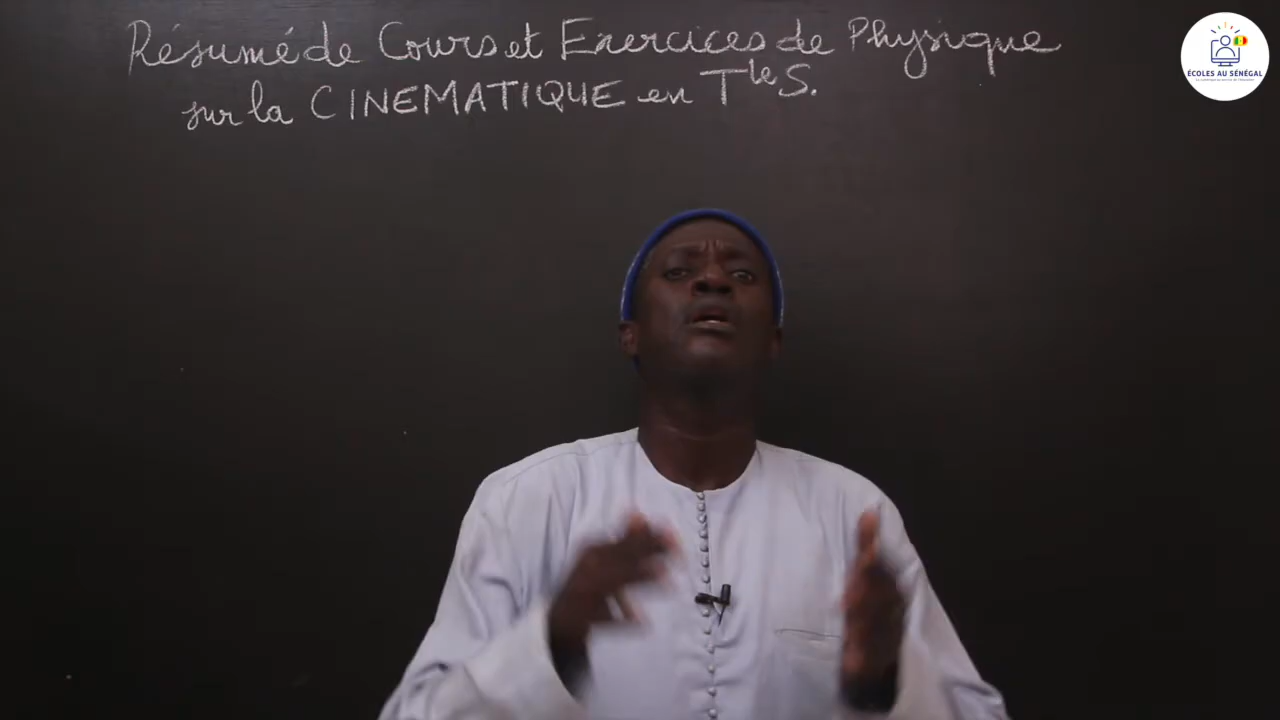 Résumé de Cours et Exercices de Physique
sur la CINEMATIQUE en Tle S.
ÉCOLES AU SÉNÉGAL